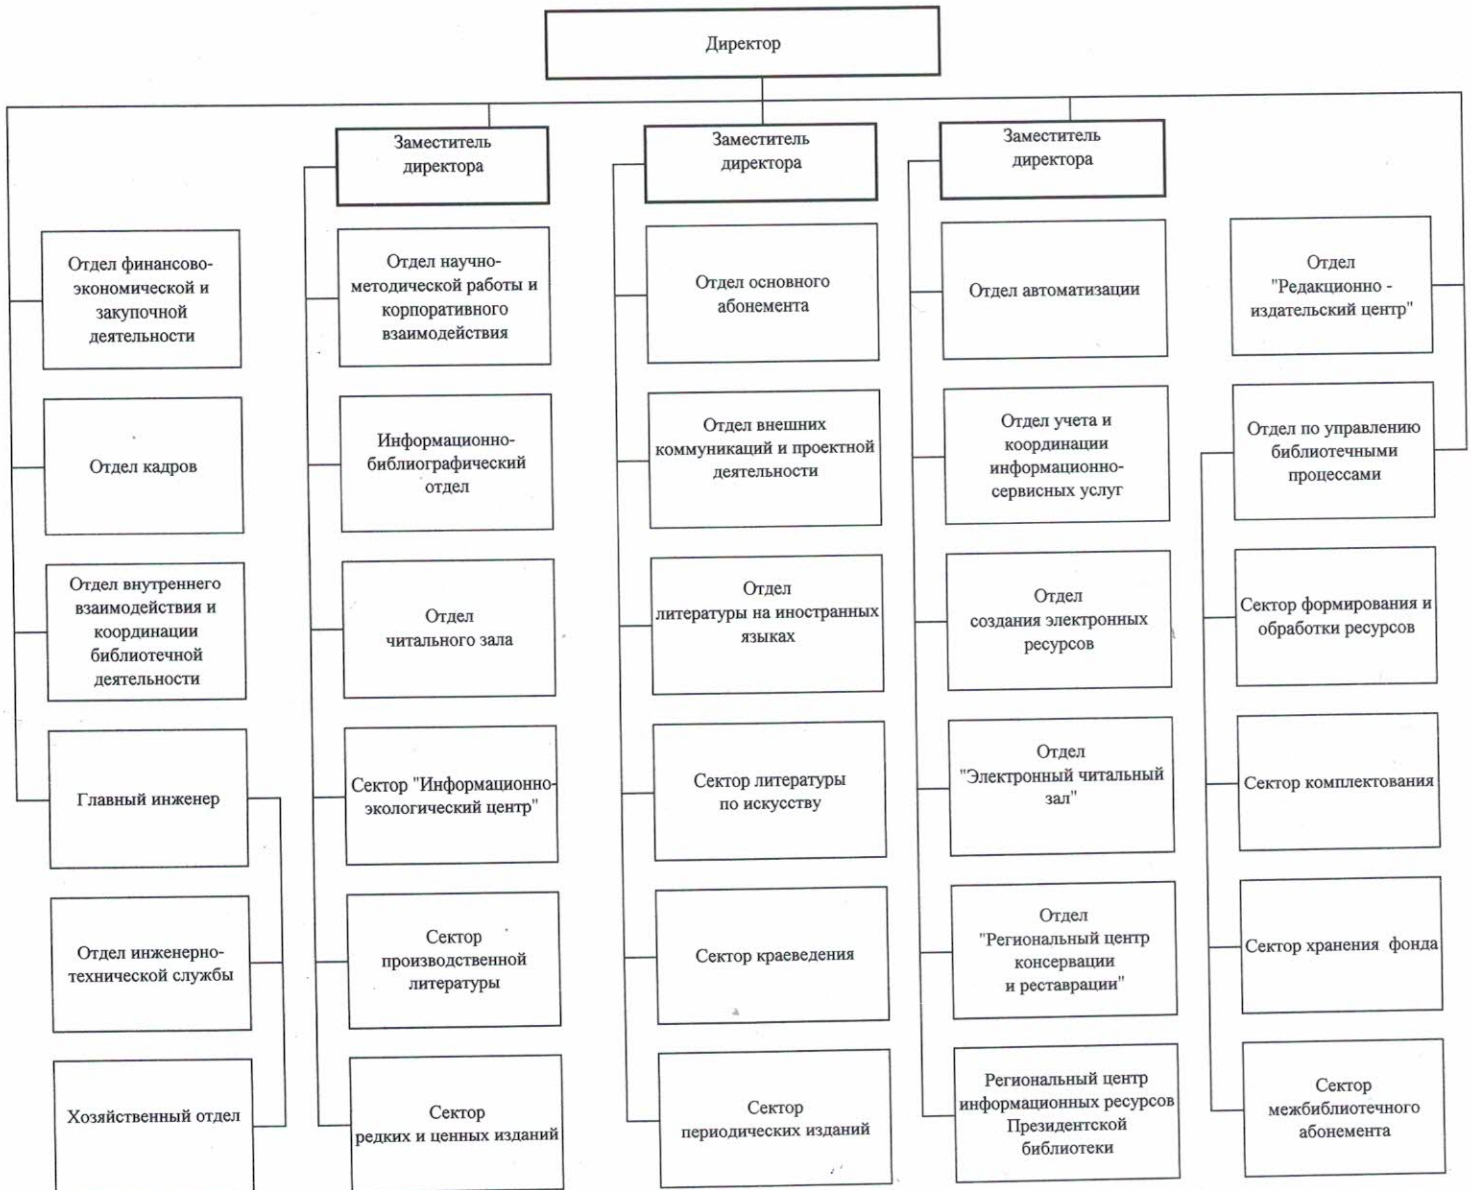 Директор
Заместитель
директора
Заместитель
директора
Заместитель
директора
Отдел финансово-
экономической и
закупочной
деятельности
Отдел научно-
методической работы и
корпоративного
взаимодействия
Отдел основного
абонемента
Отдел автоматизации
Отдел
"Редакционно -
издательский центр"
Отдел кадров
Информационно-
библиографический
отдел
Отдел внешних
коммуникаций и проектной
деятельности
Отдел учета и
координации
информационно-
сервисных услуг
Отдел по управлению
библиотечными
процессами
Отдел внутреннего
взаимодействия и
координации
библиотечной
деятельности
Отдел
читального зала
Отдел
литературы на иностранных
языках
Отдел
создания электронных
ресурсов
Сектор формирования и
обработки ресурсов
Главный инженер
Сектор "Информационно-
экологический центр"
Сектор литературы
по искусству
Отдел
"Электронный читальный
зал"
Сектор комплектования
Отдел инженерно-
технической службы
Сектор
производственной
литературы
Сектор краеведения
Отдел
"Региональный центр
консервации
и реставрации"
Сектор хранения фонда
Хозяйственный отдел
Сектор
редких и ценных изданий
Сектор
периодических изданий
Региональный центр
информационных ресурсов
Президентской
библиотеки
Сектор
межбиблиотечного
абонемента